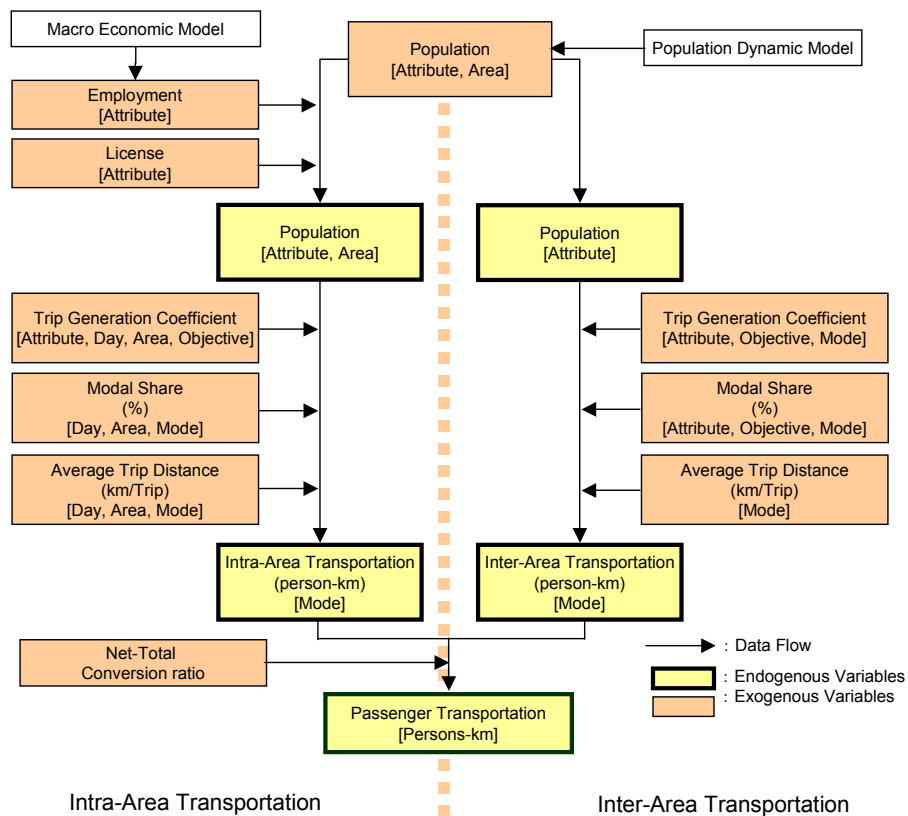 Macro Economic Model
Population
[Attribute, Area]
Population Dynamic Model
Employment
[Attribute]
License
[Attribute]
Population
[Attribute, Area]
Population
[Attribute]
Trip Generation Coefficient
[Attribute, Day, Area, Objective]
Trip Generation Coefficient
[Attribute, Objective, Mode]
Modal Share
(%)
[Day, Area, Mode]
Modal Share
(%)
[Attribute, Objective, Mode]
Average Trip Distance
(km/Trip)
[Day, Area, Mode]
Average Trip Distance
(km/Trip)
[Mode]
Intra-Area Transportation
(person-km)
[Mode]
Inter-Area Transportation
(person-km)
[Mode]
Net-Total
Conversion ratio
: Data Flow
: Endogenous Variables
: Exogenous Variables
Passenger Transportation
[Persons-km]
Intra-Area Transportation
Inter-Area Transportation